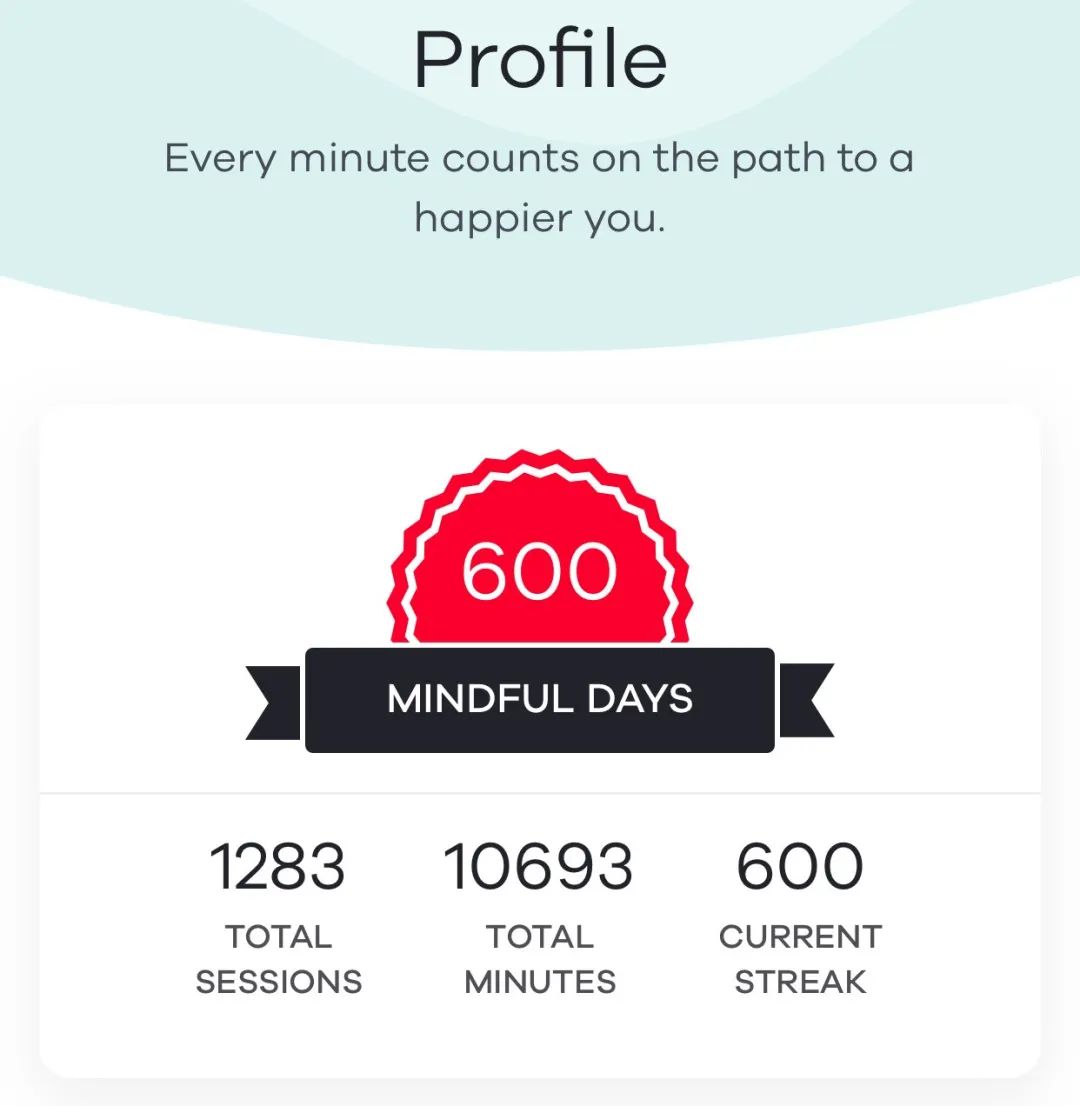 Profile
Every minute counts on the path to a
happier you.
600
MINDFUL DAYS
1283
TOTAL
SESSIONS
10693
TOTAL
MINUTES
600
CURRENT
STREAK